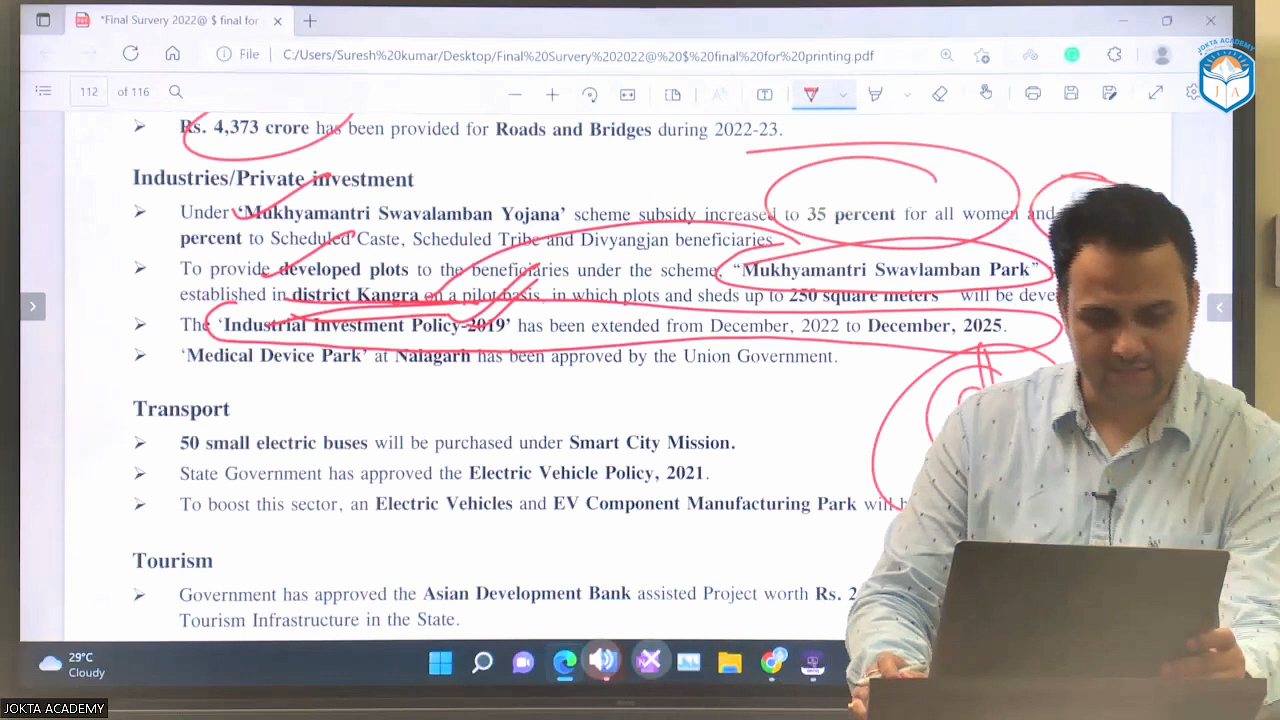 *Final Survery 2022@ $ final for
File
C:/Users/Suresh%20kumar/Desktop/Final%20Survery%202022@%20$%20final%20for%20printing.pdf
JOKTA ACADEMY
J A
112 of 116
Rs. 4,373 crore has been provided for Roads and Bridges during 2022-23.
Industries/Private investment
Under ‘Mukhyamantri Swavalamban Yojana’ scheme subsidy increased to 35 percent for all women and
percent to Scheduled Caste, Scheduled Tribe and Divyangjan beneficiaries
To provide developed plots to the beneficiaries under the scheme, “Mukhyamantri Swavlamban Park”
established in district Kangra on a pilot basis, in which plots and sheds up to 250 square meters will be
The ‘Industrial Investment Policy-2019’ has been extended from December, 2022 to December, 2025.
‘Medical Device Park’ at Nalagarh has been approved by the Union Government.
Transport
50 small electric buses will be purchased under Smart City Mission.
State Government has approved the Electric Vehicle Policy, 2021.
To boost this sector, an Electric Vehicles and EV Component Manufacturing Park will
Tourism
Government has approved the Asian Development Bank assisted Project worth Rs. 2
Tourism Infrastructure in the State.
29°C
Cloudy
JOKTA ACADEMY